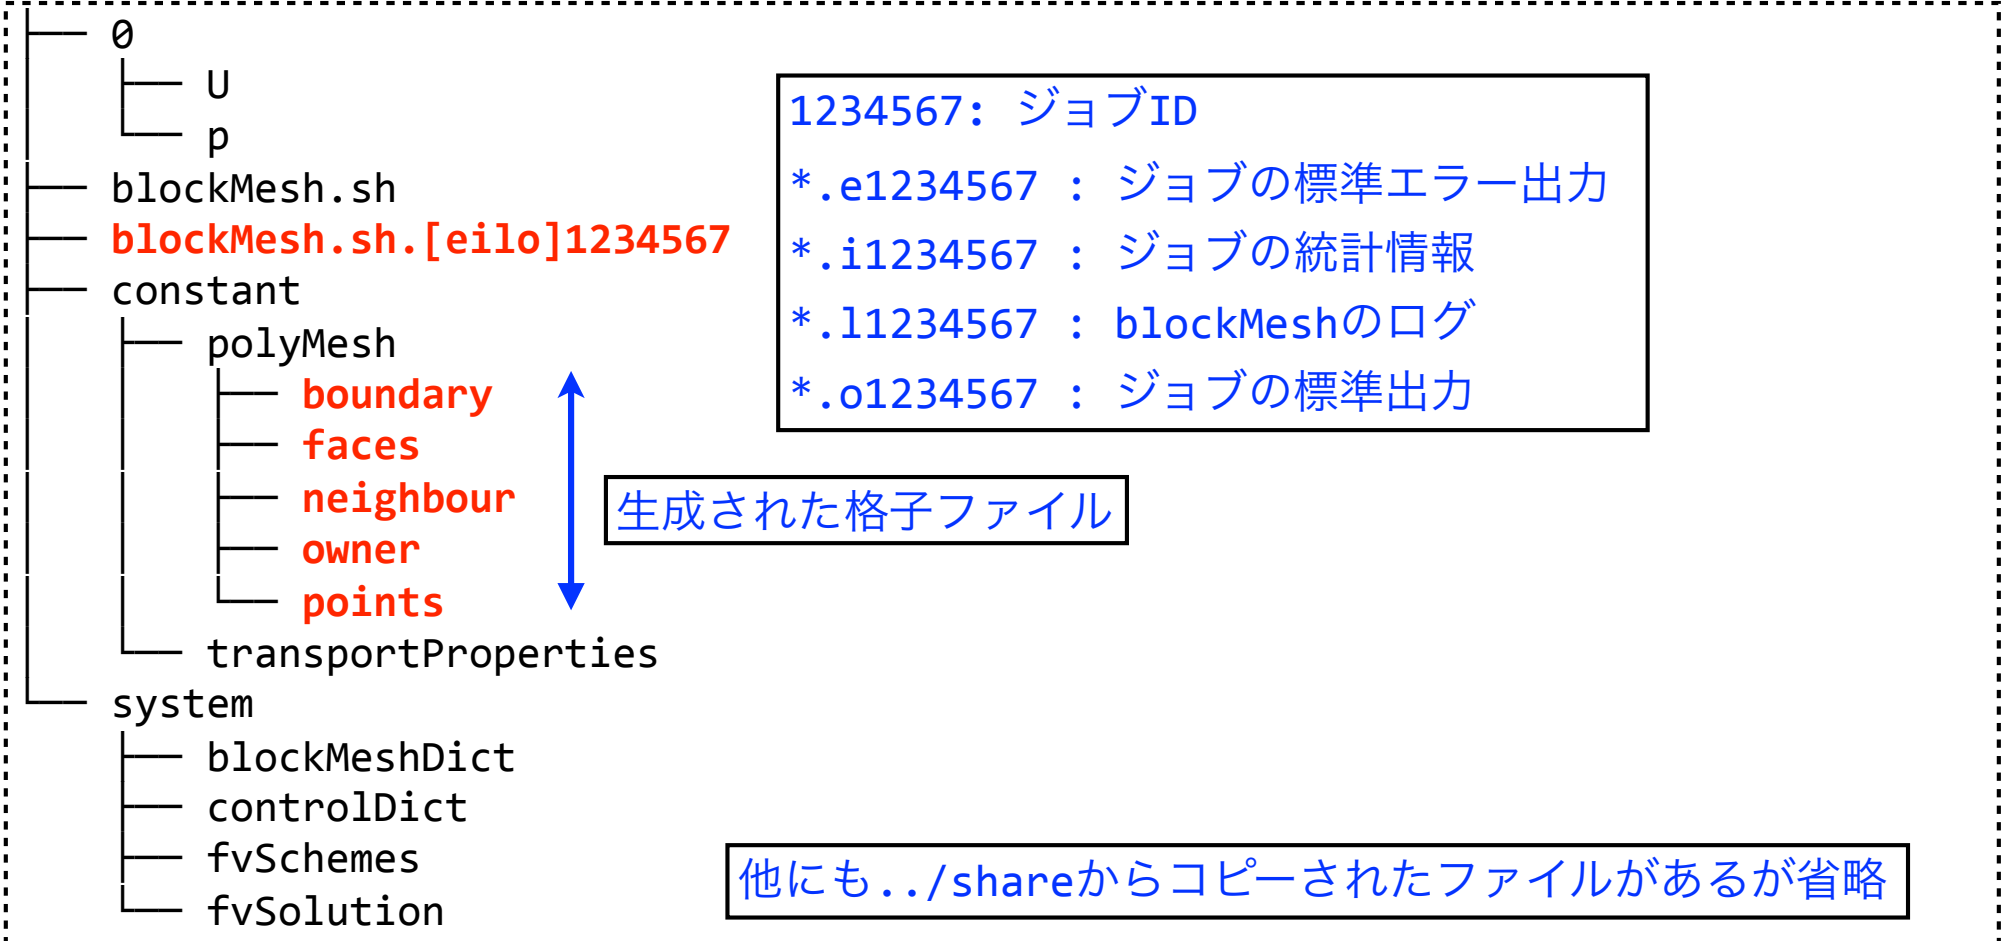 0
U
p
blockMesh.sh
blockMesh.sh.[eilo]1234567
constant
polyMesh
boundary
faces
neighbour
owner
points
transportProperties
system
blockMeshDict
controlDict
fvSchemes
fvSolution
1234567: ジョブID
*.e1234567 : ジョブの標準エラー出力
*.i1234567 : ジョブの統計情報
*.l1234567 : blockMeshのログ
*.o1234567 : ジョブの標準出力
生成された格子ファイル
他にも../shareからコピーされたファイルがあるが省略